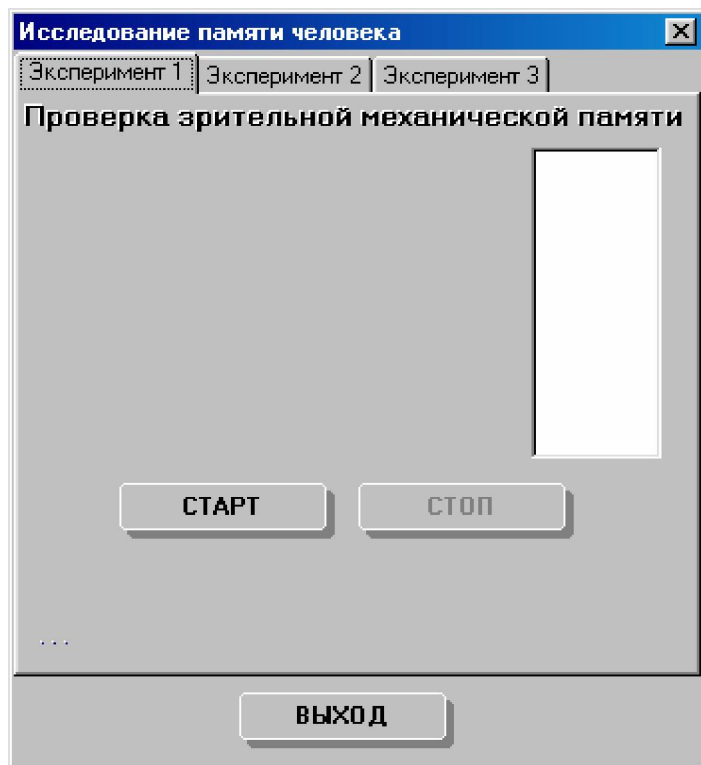 Исследование памяти человека
Эксперимент 1 Эксперимент 2 Эксперимент 3
Проверка зрительной механической памяти
СТАРТ СТОП
...
ВЫХОД